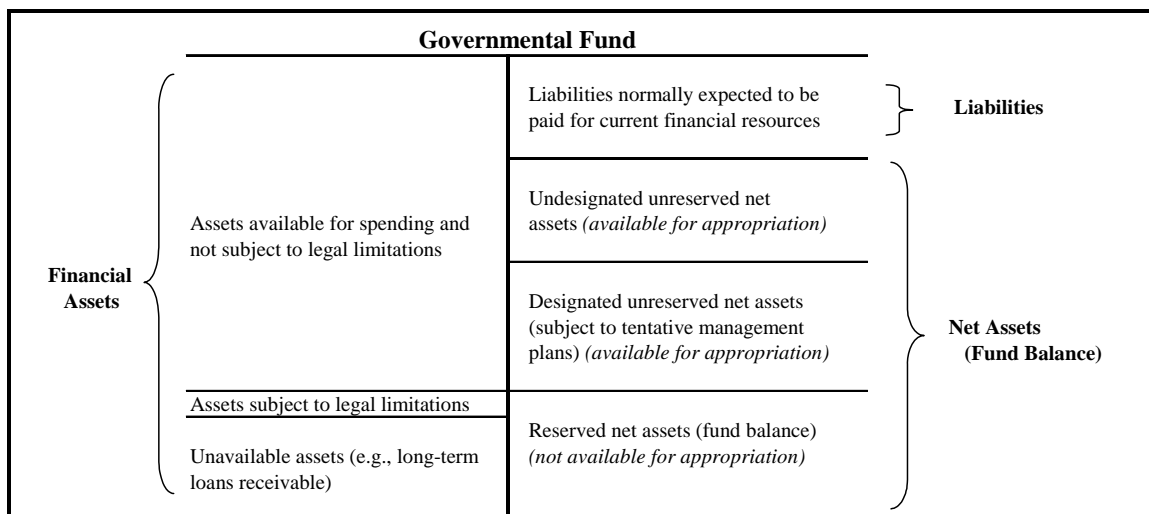 Governmental Fund
Liabilities normally expected to be
paid for current financial resources
Liabilities
Assets available for spending and
not subject to legal limitations
Undesignated unreserved net
assets (available for appropriation)
Financial
Assets
Designated unreserved net assets
(subject to tentative management
plans) (available for appropriation)
Net Assets
(Fund Balance)
Assets subject to legal limitations
Unavailable assets (e.g., long-term
loans receivable)
Reserved net assets (fund balance)
(not available for appropriation)